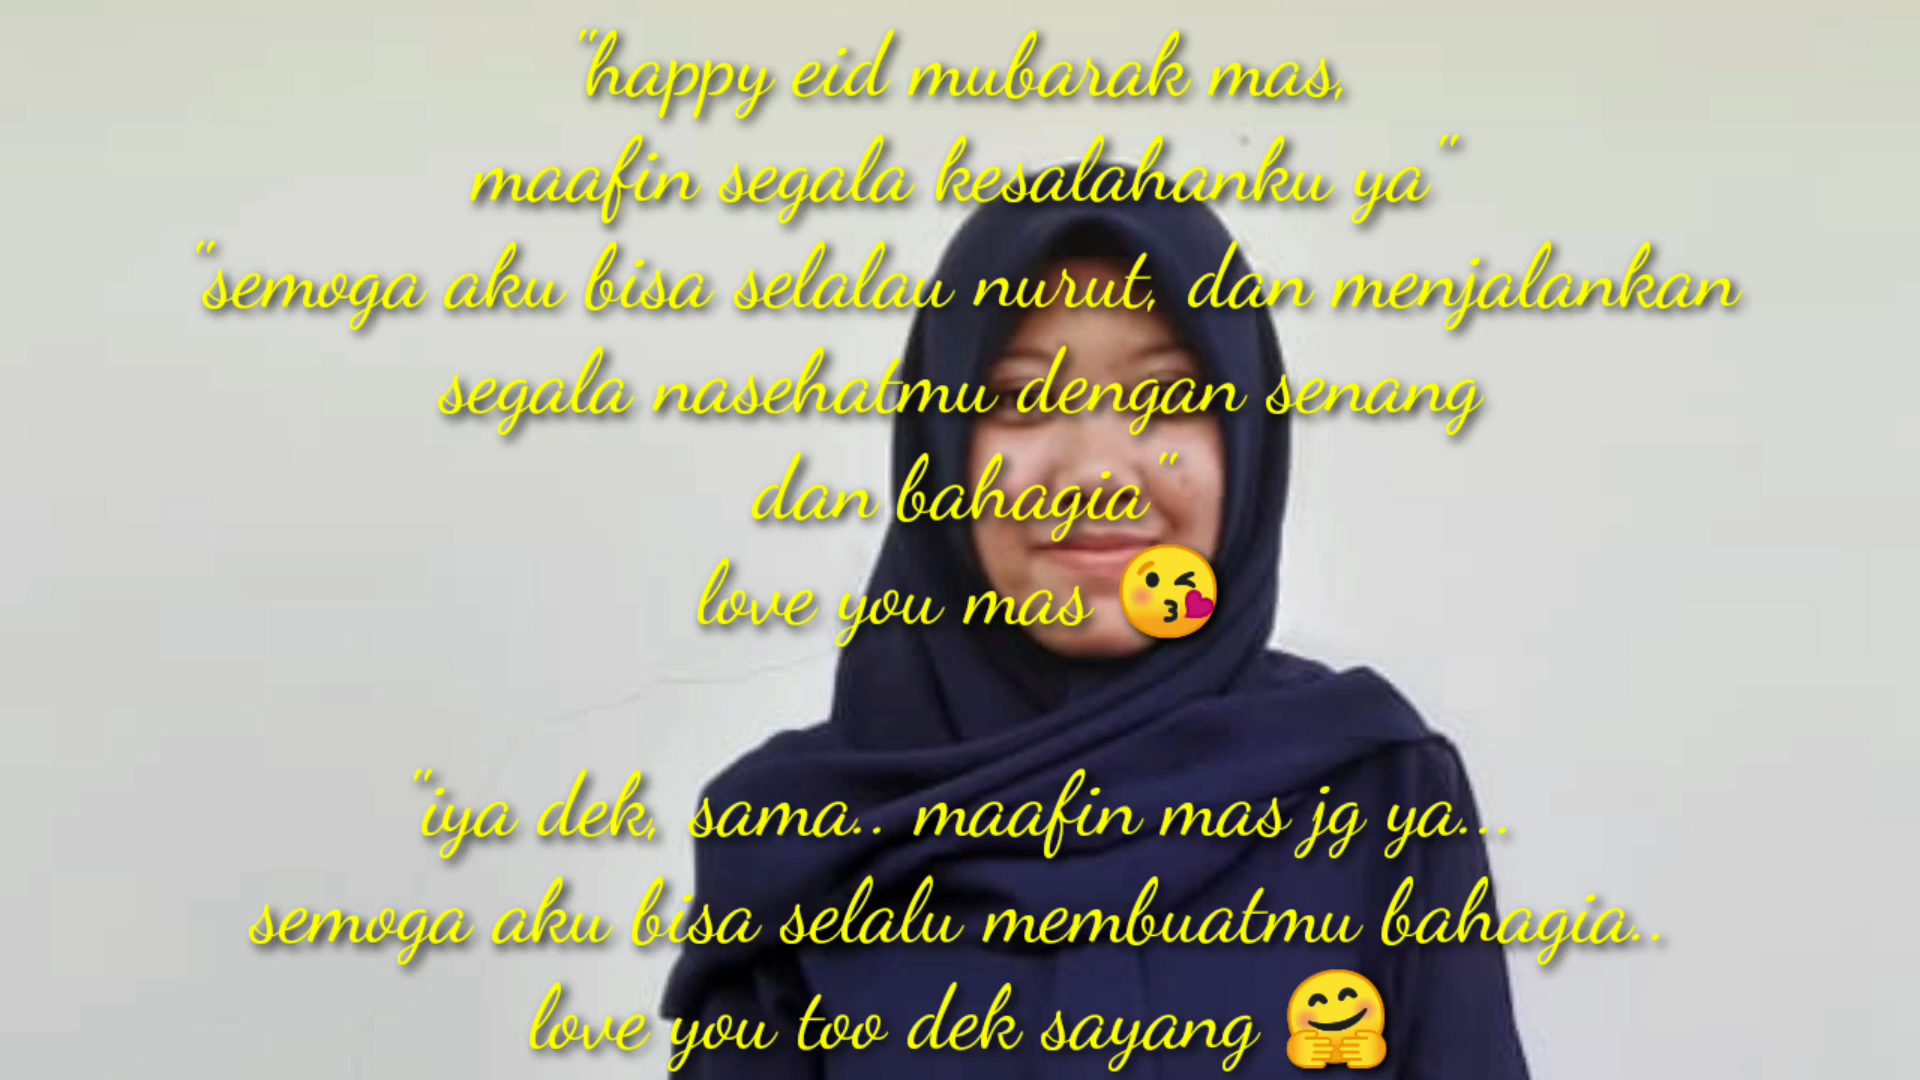 "happy eid mubarak mas,
maafin segala kesalahanku ya"
"semoga aku bisa selalau nurut, dan menjalankan
segala nasehatmu dengan senang
dan bahagia"
love you mas 😘
"iya dek, sama.. maafin mas jg ya...
semoga aku bisa selalu membuatmu bahagia..
love you too dek sayang 🤗